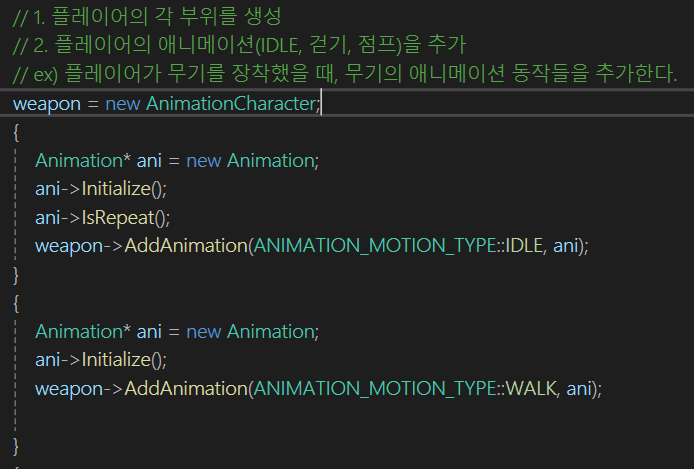 // 1. 플레이어의 각 부위를 생성
// 2. 플레이어의 애니메이션(IDLE, 걷기, 점프)을 추가
// ex) 플레이어가 무기를 장착했을 때, 무기의 애니메이션 동작들을 추가한다.
weapon = new AnimationCharacter;
{
Animation* ani = new Animation;
ani->Initialize();
ani->IsRepeat();
weapon->AddAnimation(ANIMATION_MOTION_TYPE::IDLE, ani);
}
{
Animation* ani = new Animation;
ani->Initialize();
weapon->AddAnimation(ANIMATION_MOTION_TYPE::WALK, ani);
}